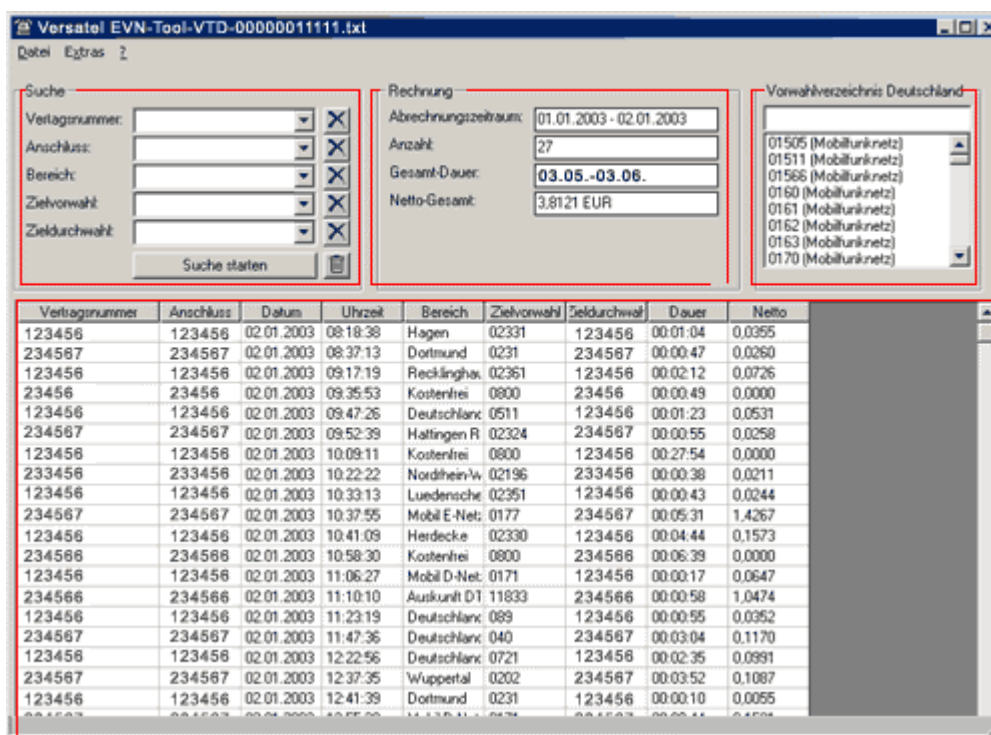 Versatel EVN-Tool-VTD-00000011111.txt
Datei Extras ?
Suche
Vertagsnummer:
Anschluss:
Bereich:
Zielvorwahl:
Zieldurchwahl:
Suche starten
Rechnung
Abrechnungszeitraum: 01.01.2003 - 02.01.2003
Anzahl: 27
Gesamt-Dauer: 03.05.-03.06.
Netto-Gesamt: 3,8121 EUR
Vorwahlverzeichnis Deutschland
01505 (Mobilfunknetz)
01511 (Mobilfunknetz)
01566 (Mobilfunknetz)
0160 (Mobilfunknetz)
0161 (Mobilfunknetz)
0162 (Mobilfunknetz)
0163 (Mobilfunknetz)
0170 (Mobilfunknetz)
Vertragsnummer Anschluss Datum Uhrzeit Bereich Zielvorwahl Zieldurchwahl Dauer Netto
123456 123456 02.01.2003 08:18:38 Hagen 02331 123456 00:01:04 0,0355
234567 234567 02.01.2003 08:37:13 Dortmund 0231 234567 00:00:47 0,0260
123456 123456 02.01.2003 09:17:19 Recklinghau 02361 123456 00:02:12 0,0726
23456 23456 02.01.2003 09:35:53 Kostenfrei 0800 23456 00:00:49 0,0000
123456 123456 02.01.2003 09:47:26 Deutschland 0511 123456 00:01:23 0,0531
234567 234567 02.01.2003 09:52:39 Hattingen R 02324 234567 00:00:55 0,0258
123456 123456 02.01.2003 10:09:11 Kostenfrei 0800 123456 00:27:54 0,0000
233456 233456 02.01.2003 10:22:22 Nordrhein-W 02196 233456 00:00:38 0,0211
123456 123456 02.01.2003 10:33:13 Luedensche 02351 123456 00:00:43 0,0244
234567 234567 02.01.2003 10:37:55 Mobil E-Netz 0177 234567 00:05:31 1,4267
123456 123456 02.01.2003 10:41:09 Herdecke 02330 123456 00:04:44 0,1573
234566 234566 02.01.2003 10:58:30 Kostenfrei 0800 234566 00:06:39 0,0000
123456 123456 02.01.2003 11:06:27 Mobil D-Netz 0171 123456 00:00:17 0,0647
234566 234566 02.01.2003 11:10:10 Auskunft DT 11833 234566 00:00:58 1,0474
123456 123456 02.01.2003 11:23:19 Deutschland 089 123456 00:00:55 0,0352
234567 234567 02.01.2003 11:47:36 Deutschland 040 234567 00:03:04 0,1170
123456 123456 02.01.2003 12:22:56 Deutschland 0721 123456 00:02:35 0,0991
234567 234567 02.01.2003 12:37:35 Wuppertal 0202 234567 00:03:52 0,1087
123456 123456 02.01.2003 12:41:39 Dortmund 0231 123456 00:00:10 0,0055